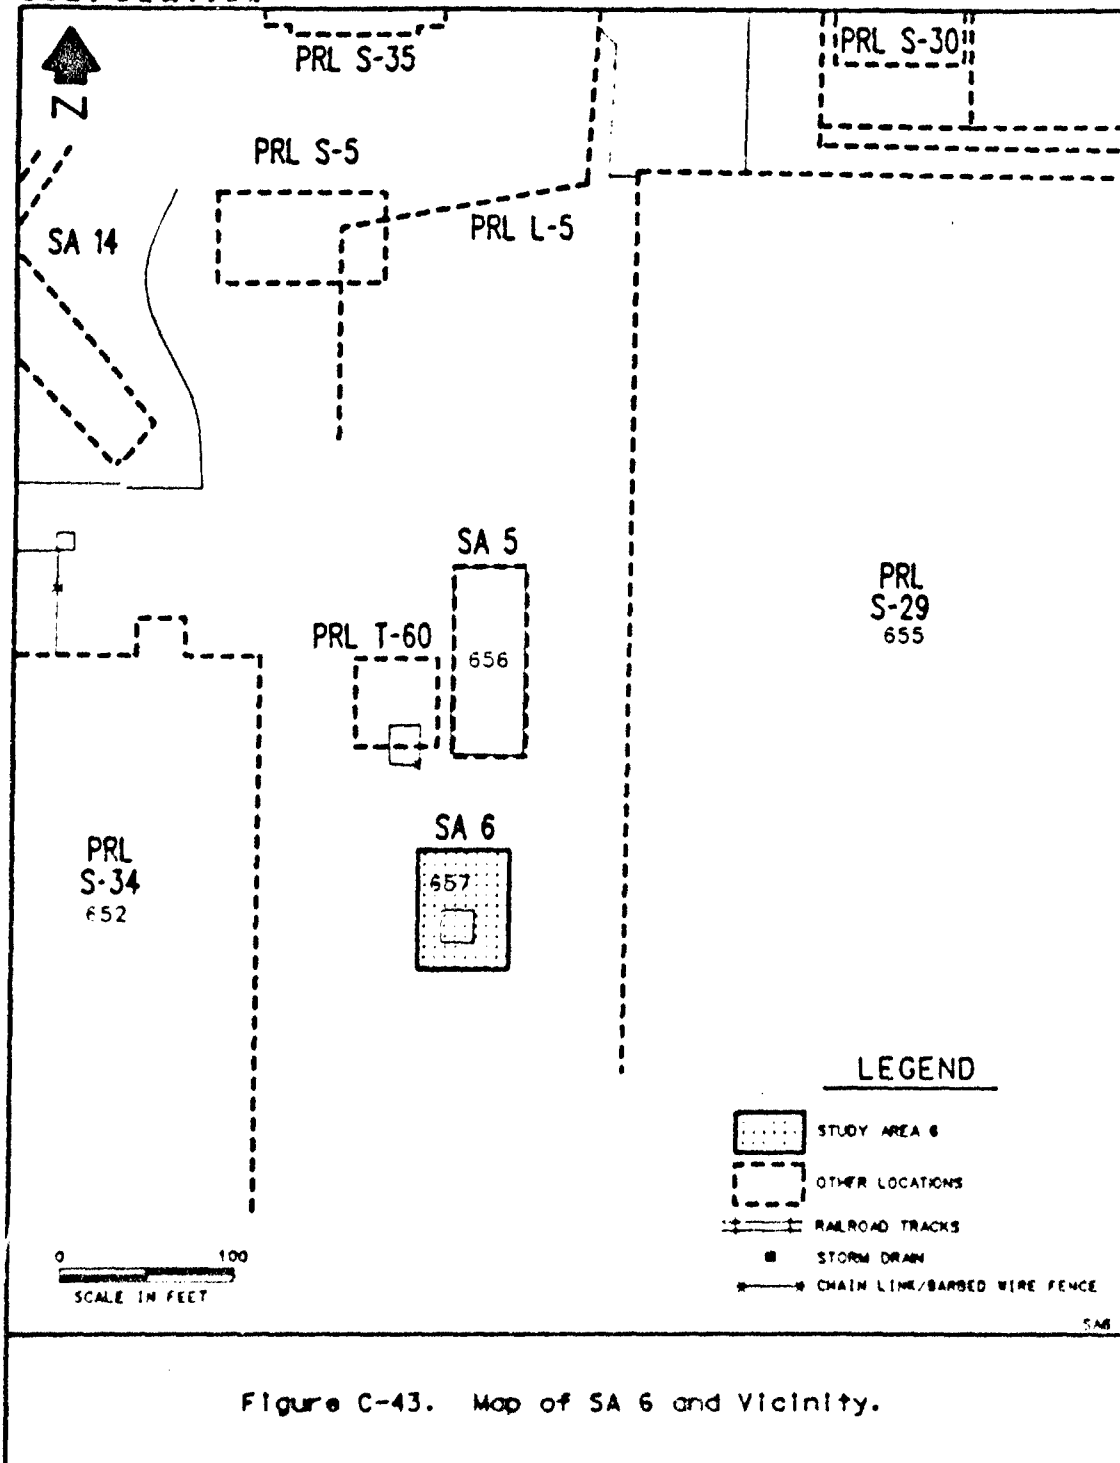 PRL S-35
PRL S-30
N
PRL S-5
SA 14
PRL L-5
SA 5
PRL
S-29
655
PRL T-60
656
SA 6
657
PRL
S-34
652
LEGEND
STUDY AREA 6
OTHER LOCATIONS
RAILROAD TRACKS
STORM DRAIN
CHAIN LINK/BARBED WIRE FENCE
0 100
SCALE IN FEET
SA6
Figure C-43. Map of SA 6 and Vicinity.